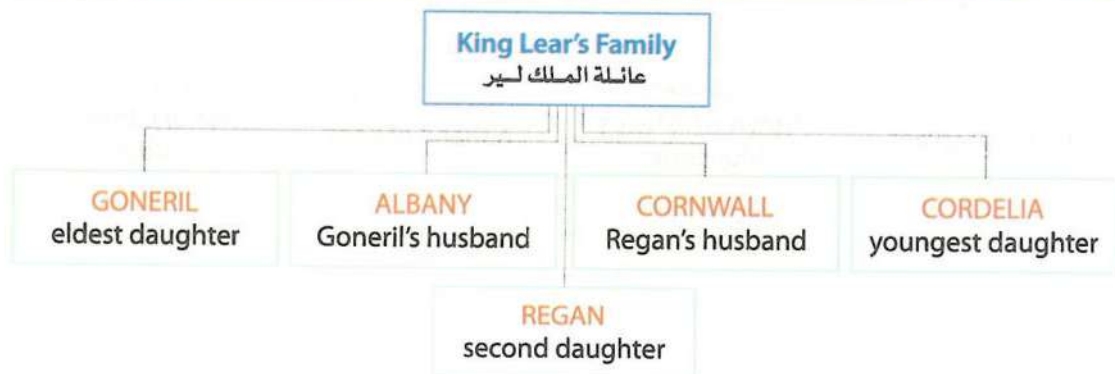 King Lear's Family
عائلة الملك لير
GONERIL
eldest daughter
ALBANY
Goneril's husband
CORNWALL
Regan's husband
CORDELIA
youngest daughter
REGAN
second daughter